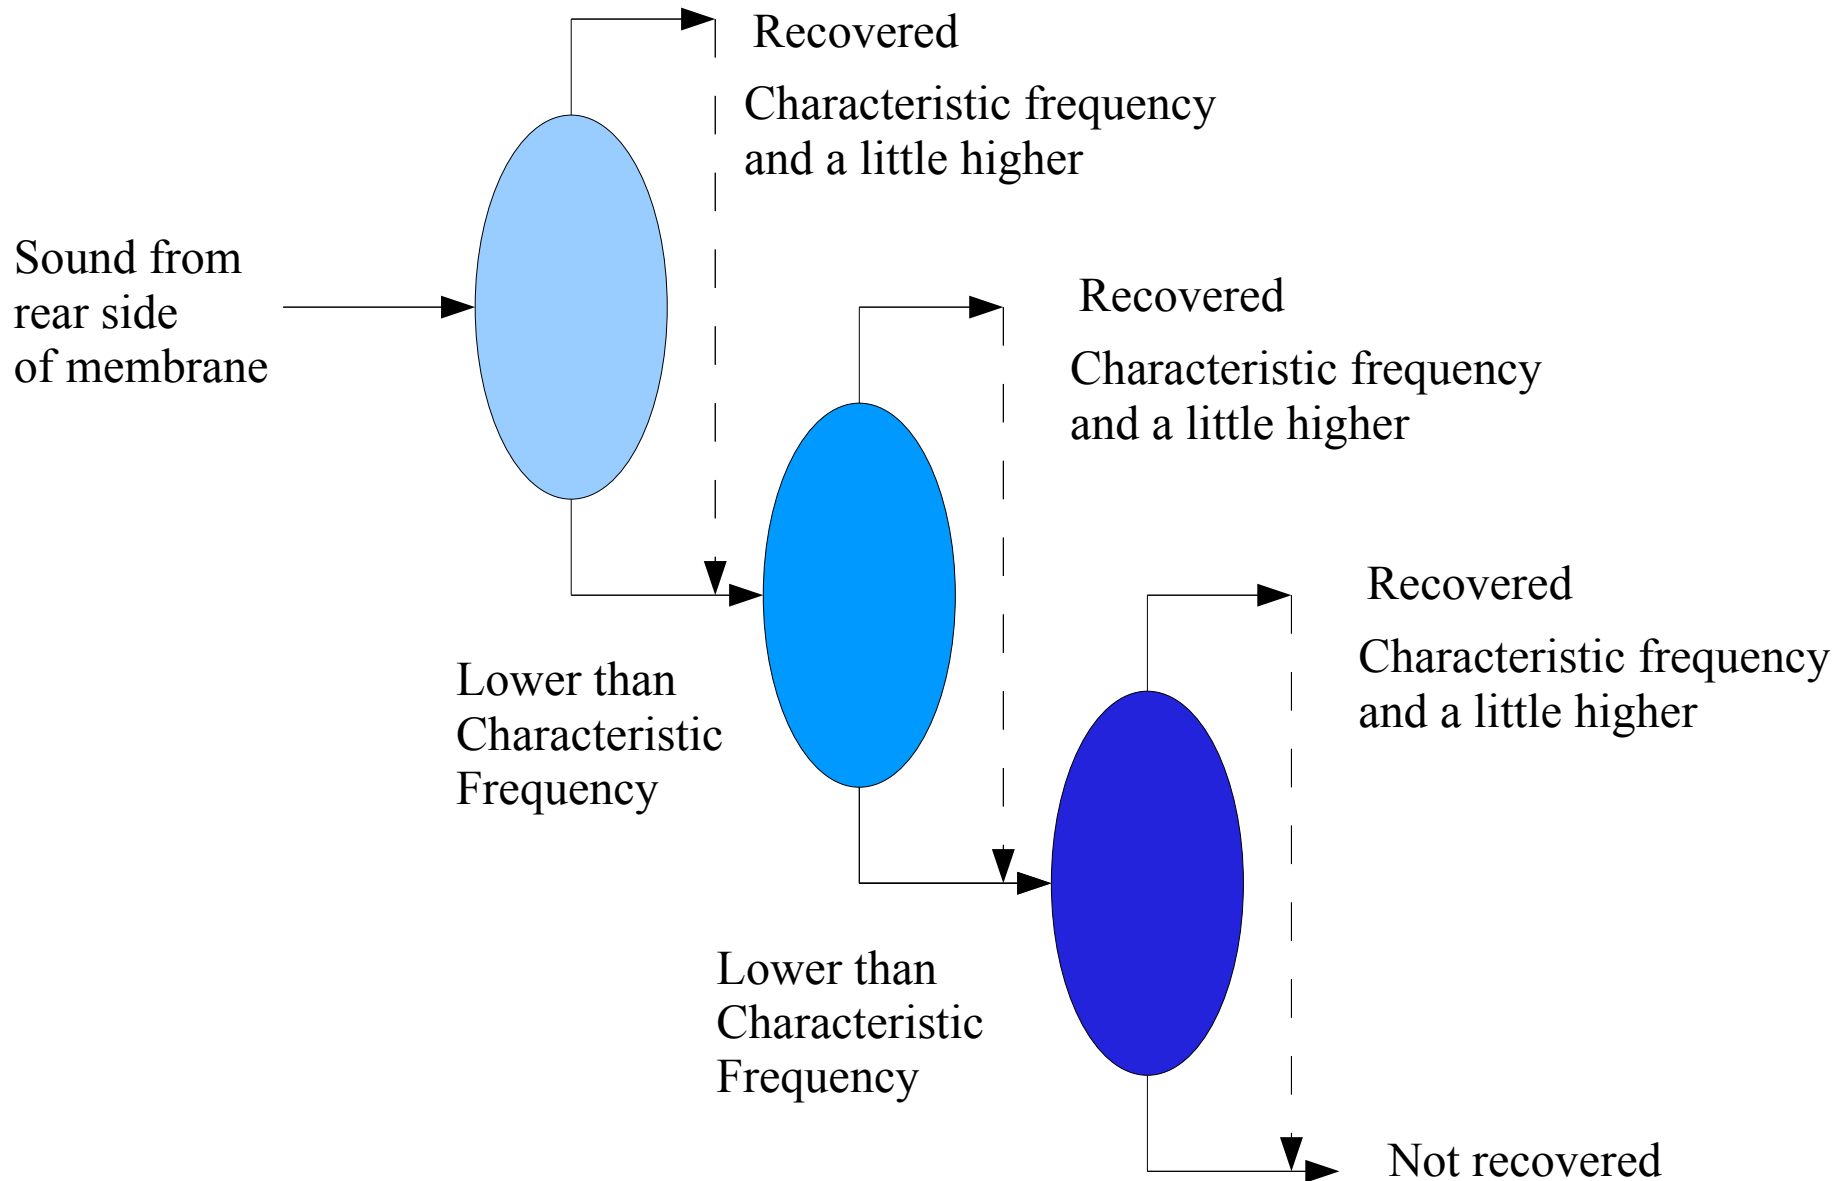 Recovered
Characteristic frequency
and a little higher
Sound from
rear side
of membrane
Recovered
Characteristic frequency
and a little higher
Lower than
Characteristic
Frequency
Recovered
Characteristic frequency
and a little higher
Lower than
Characteristic
Frequency
Not recovered